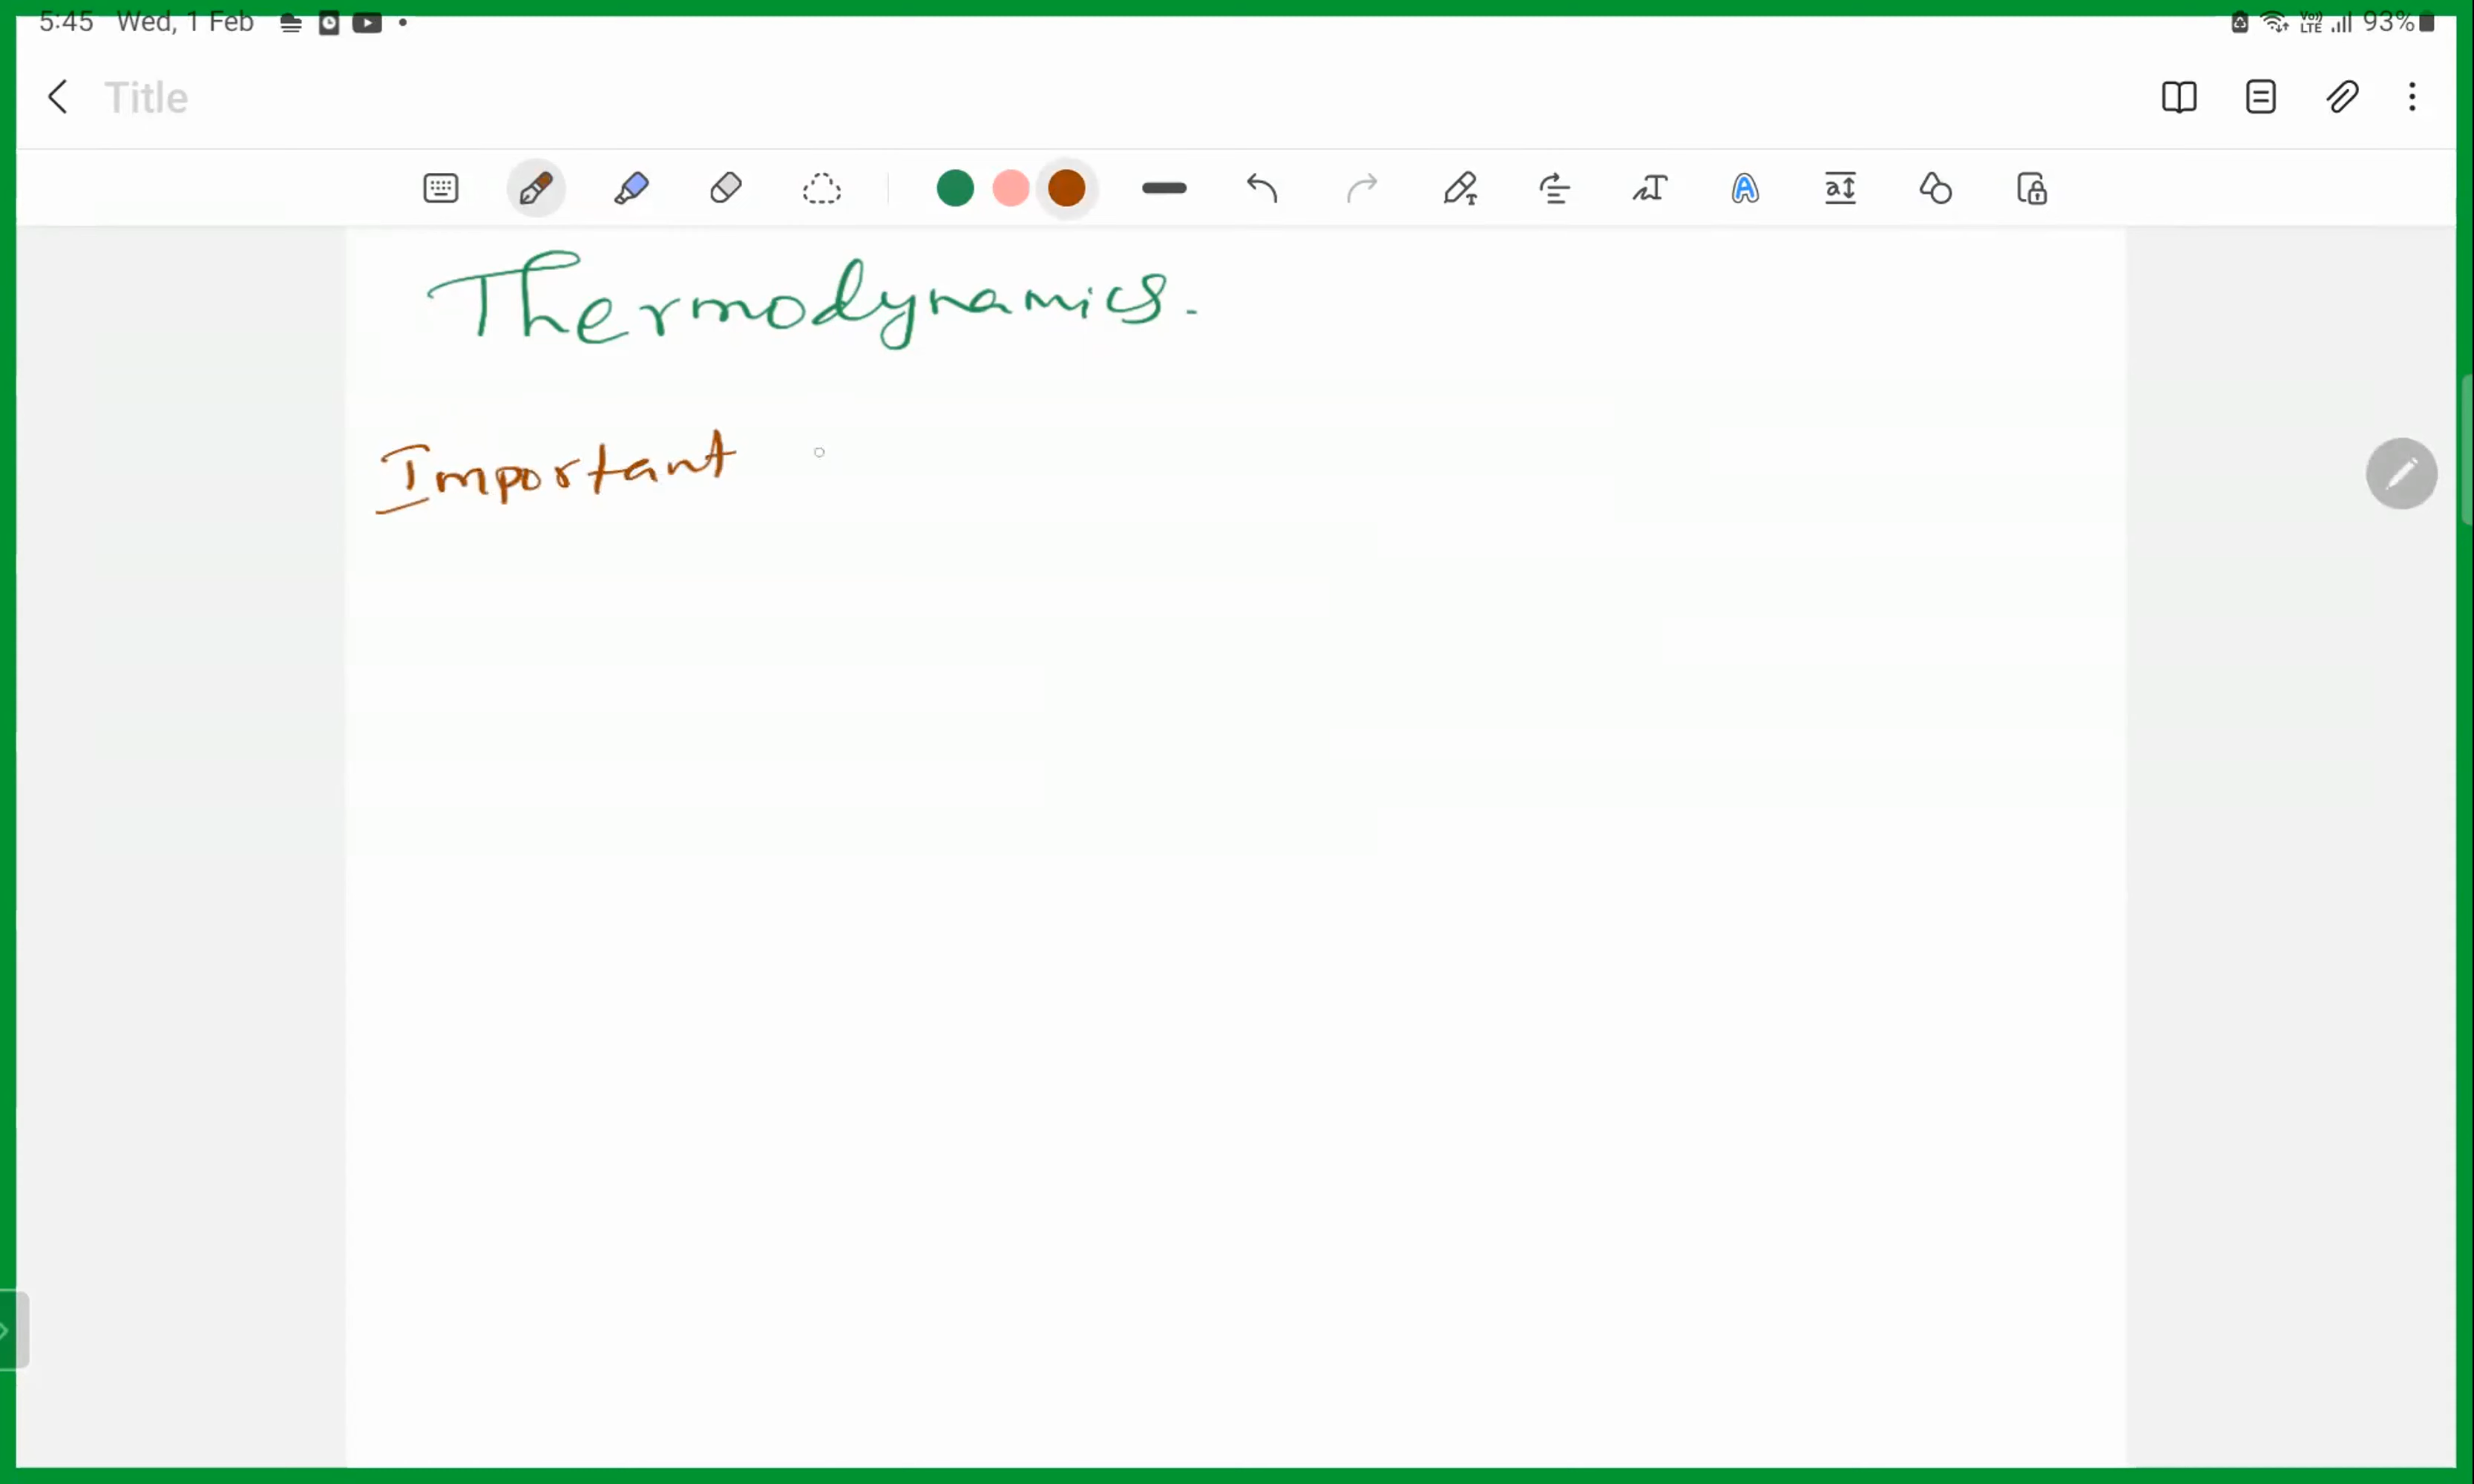 5:45 Wed, 1 Feb 93%
Title
Thermodynamics.
Important